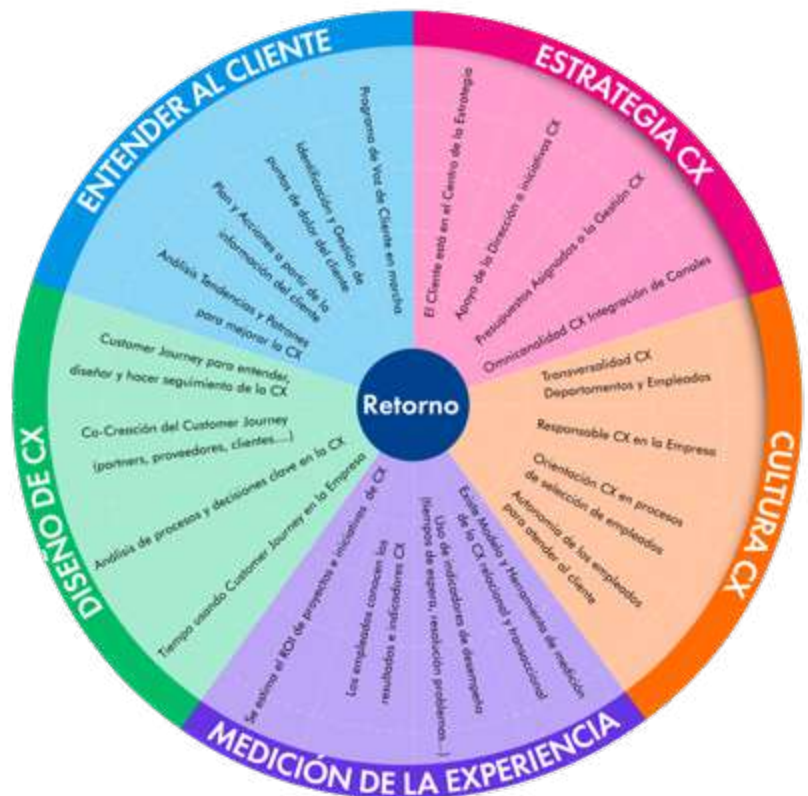 ENTENDER AL CLIENTE
Programa de Voz de Cliente en marcha
Identificación y Gestión de
puntos de dolor del cliente
Plan y Acciones a partir de la
información del cliente
Análisis Tendencias y Patrones
para mejorar la CX
ESTRATEGIA CX
El Cliente está en el Centro de la Estrategia
Apoyo de la Dirección a iniciativas CX
Presupuestos Asignados a la Gestión CX
Omnicanalidad CX Integración de Canales
CULTURA CX
Transversalidad CX
Departamentos y Empleados
Responsable CX en la Empresa
Orientación CX en procesos
de selección de empleados
Autonomía de los empleados
para atender al cliente
MEDICIÓN DE LA EXPERIENCIA
Existe Modelo y Herramienta de medición
de la CX relacional y transaccional
Uso de indicadores de desempeño
(tiempos de espera, resolución problemas...)
Los empleados conocen los
resultados e indicadores CX
Se estima el ROI de proyectos e iniciativas de CX
DISEÑO DE CX
Customer Journey para entender,
diseñar y hacer seguimiento de la CX
Co-Creación del Customer Journey
(partners, proveedores, clientes....)
Análisis de procesos y decisiones clave en la CX
Tiempo usando Customer Journey en la Empresa
Retorno